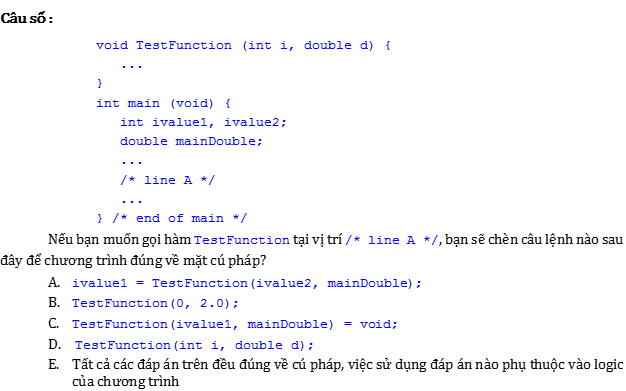 Câu số :
void TestFunction (int i, double d) {
...
}
int main (void) {
int ivalue1, ivalue2;
double mainDouble;
...
/* line A */
...
} /* end of main */
Nếu bạn muốn gọi hàm TestFunction tại vị trí /* line A */, bạn sẽ chèn câu lệnh nào sau
đây để chương trình đúng về mặt cú pháp?
A. ivalue1 = TestFunction(ivalue2, mainDouble);
B. TestFunction(0, 2.0);
C. TestFunction(ivalue1, mainDouble) = void;
D. TestFunction(int i, double d);
E. Tất cả các đáp án trên đều đúng về cú pháp, việc sử dụng đáp án nào phụ thuộc vào logic
của chương trình